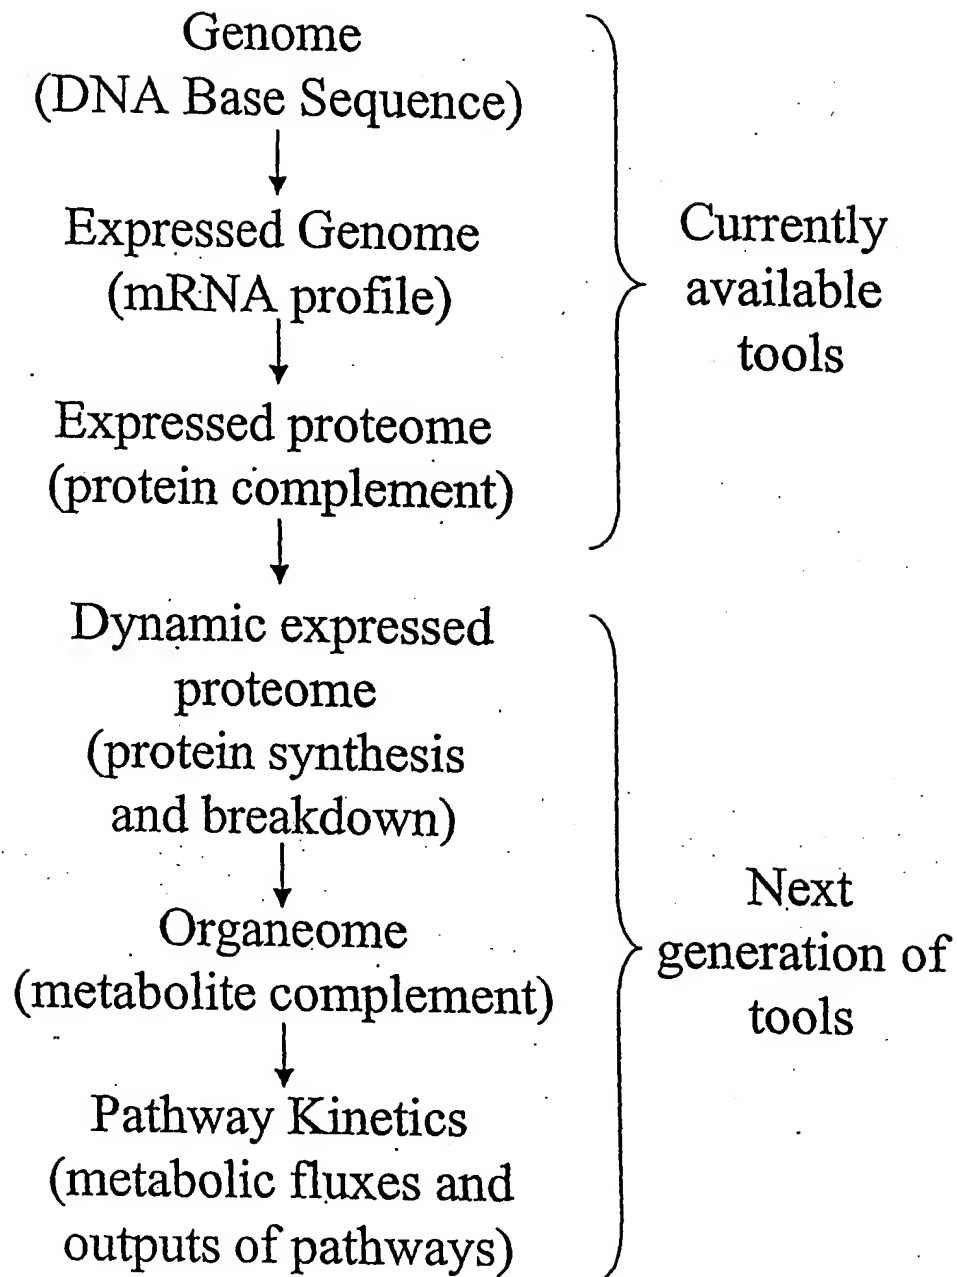 Genome
(DNA Base Sequence)
Expressed Genome
(mRNA profile)
Expressed proteome
(protein complement)
Currently
available
tools
Dynamic expressed
proteome
(protein synthesis
and breakdown)
Organeome
(metabolite complement)
Pathway Kinetics
(metabolic fluxes and
outputs of pathways)
Next
generation of
tools